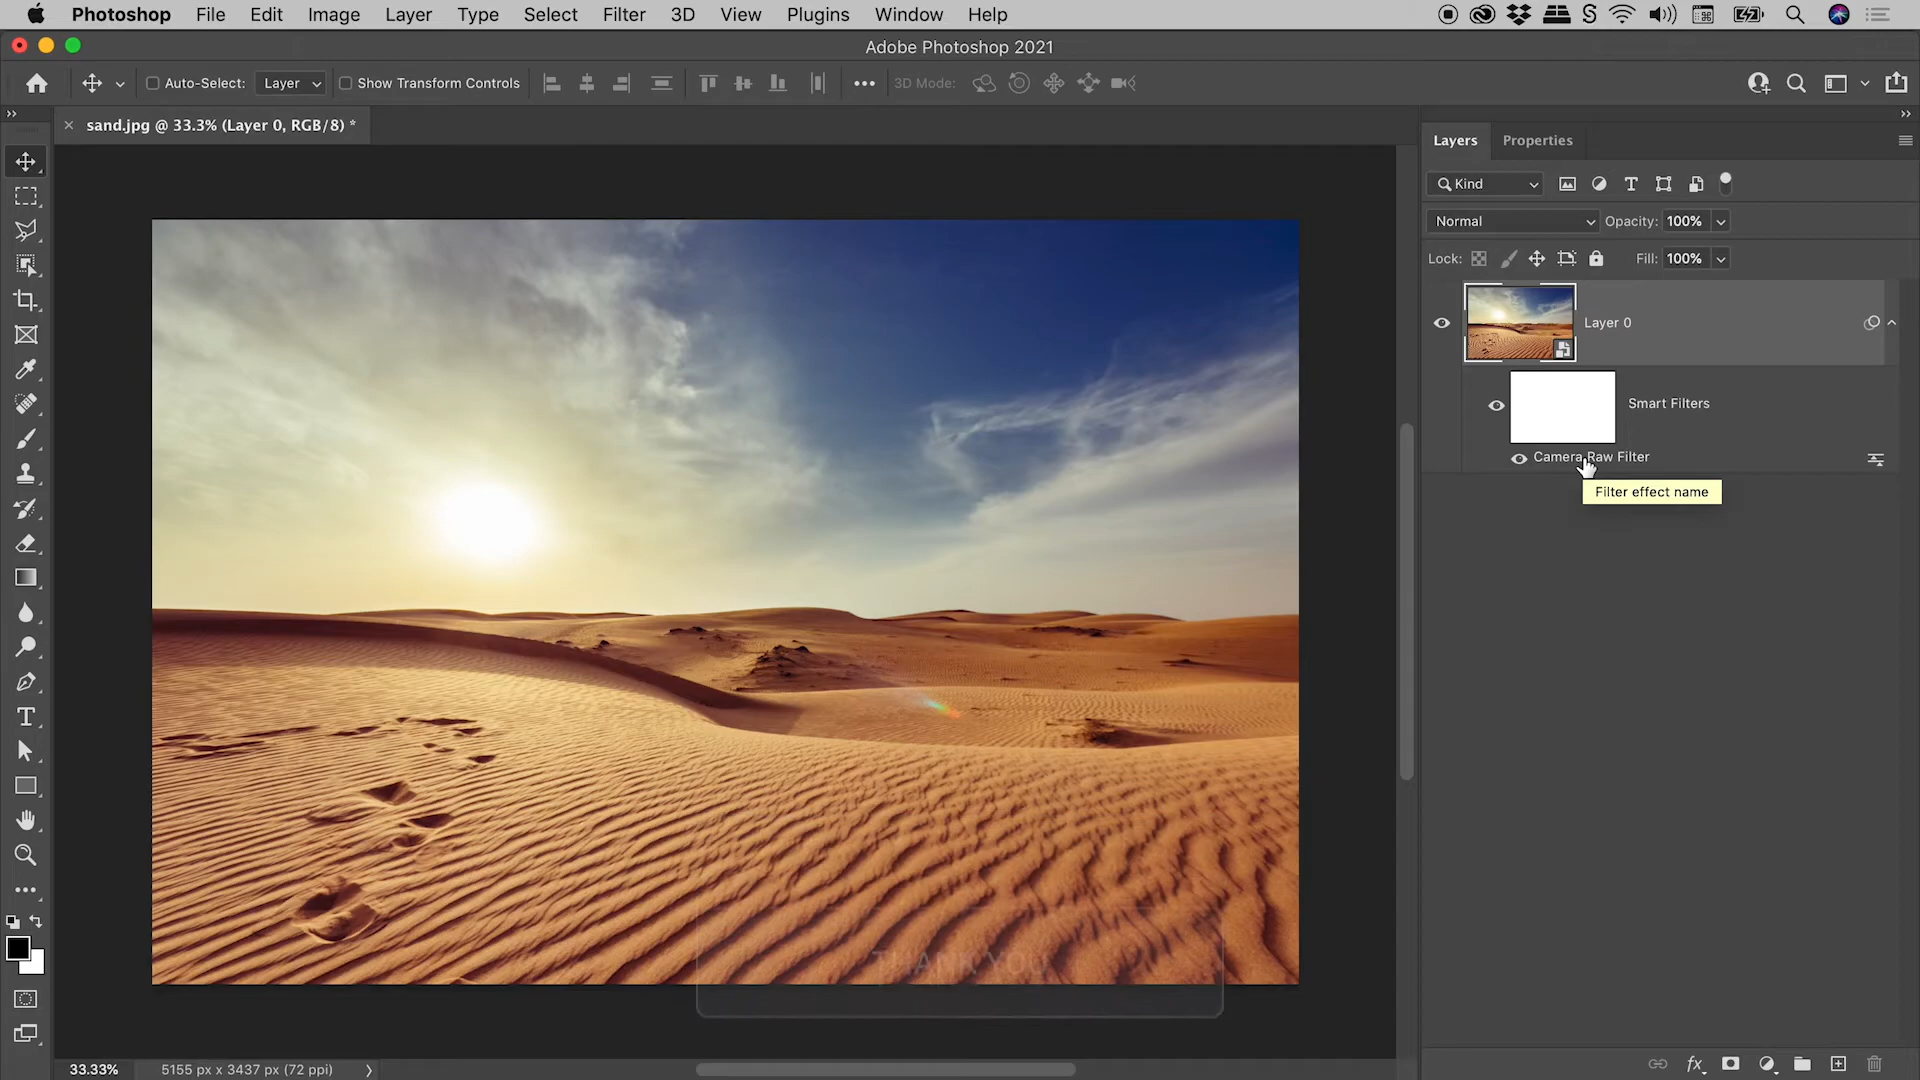 Photoshop File Edit Image Layer Type Select Filter 3D View Plugins Window Help
Adobe Photoshop 2021
Auto-Select: Layer Show Transform Controls 3D Mode:
sand.jpg @ 33.3% (Layer 0, RGB/8) *
Layers Properties
Kind
Normal Opacity: 100%
Lock: Fill: 100%
Layer 0
Smart Filters
Camera Raw Filter
Filter effect name
THANK YOU
33.33% 5155 px x 3437 px (72 ppi)